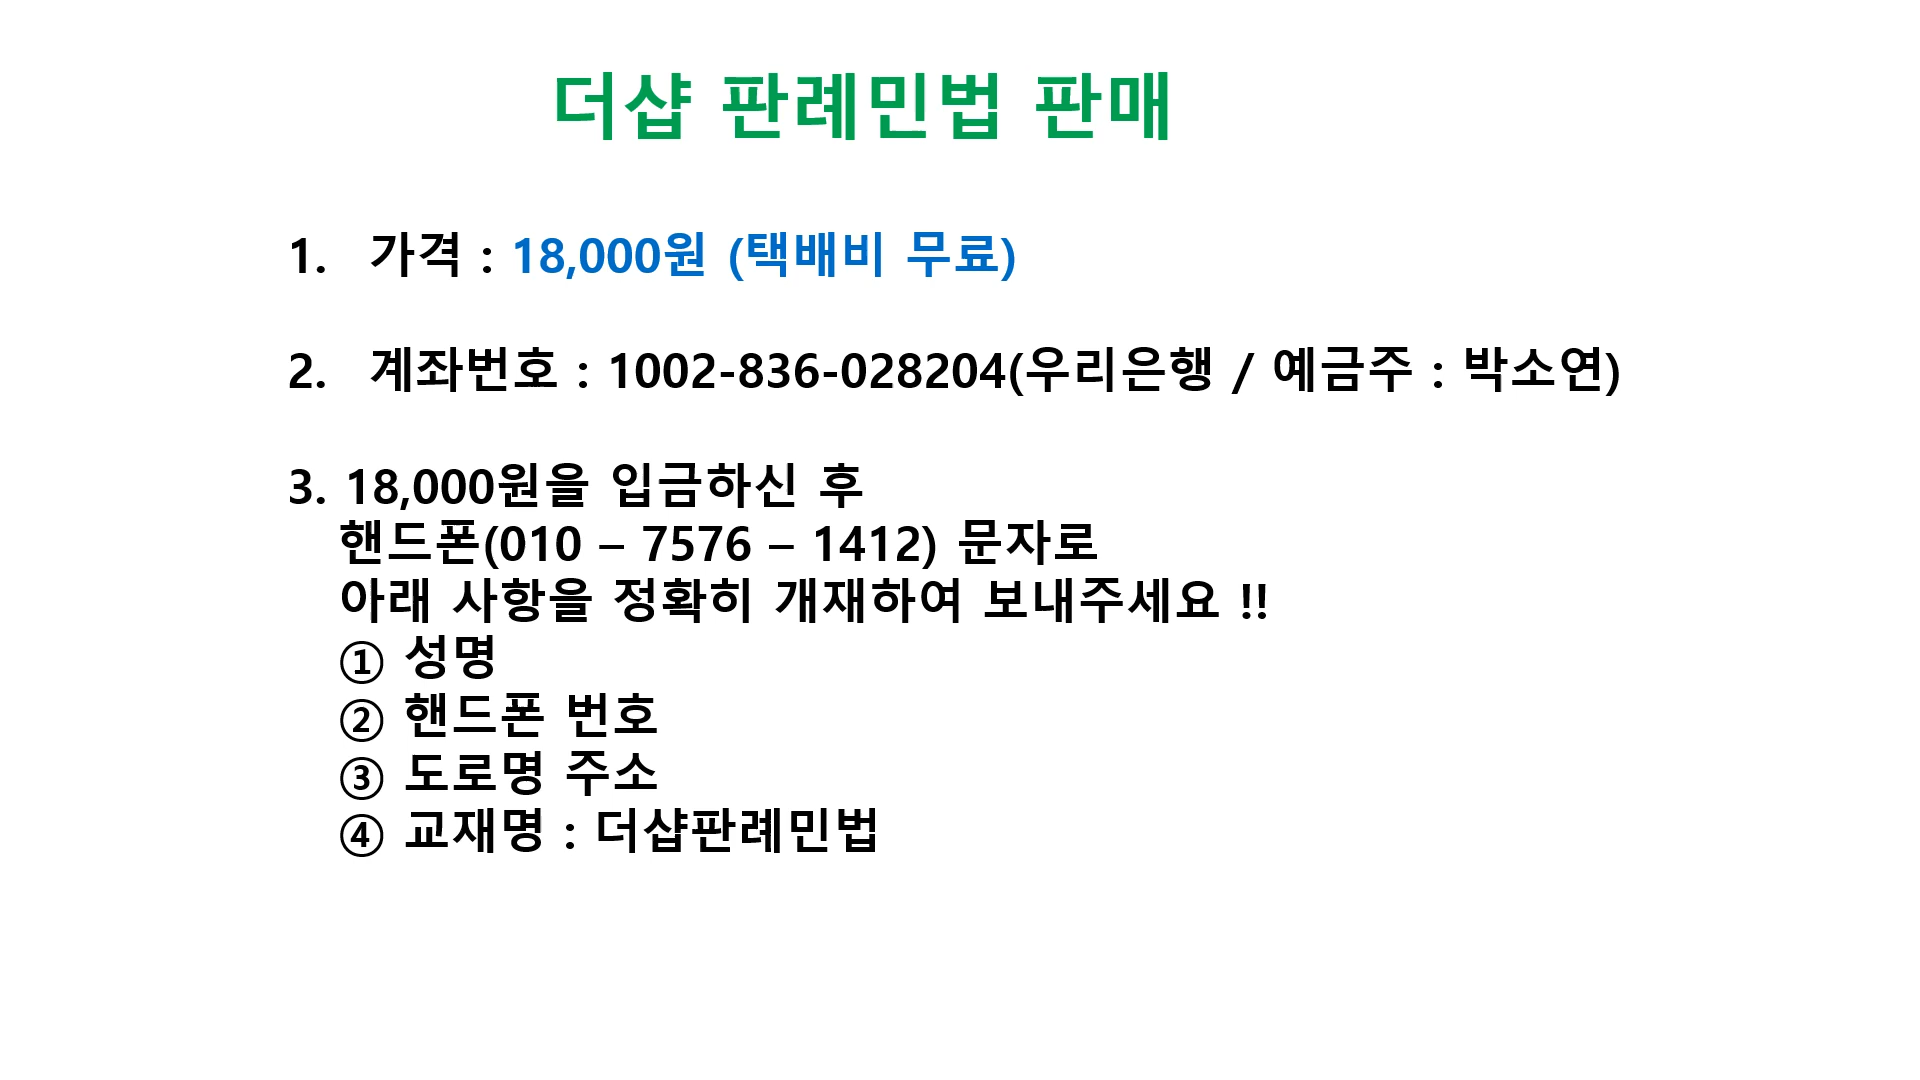 더샵 판례민법 판매
1. 가격 : 18,000원 (택배비 무료)
2. 계좌번호 : 1002-836-028204(우리은행 / 예금주 : 박소연)
3. 18,000원을 입금하신 후
핸드폰(010 – 7576 – 1412) 문자로
아래 사항을 정확히 개재하여 보내주세요 !!
① 성명
② 핸드폰 번호
③ 도로명 주소
④ 교재명 : 더샵판례민법